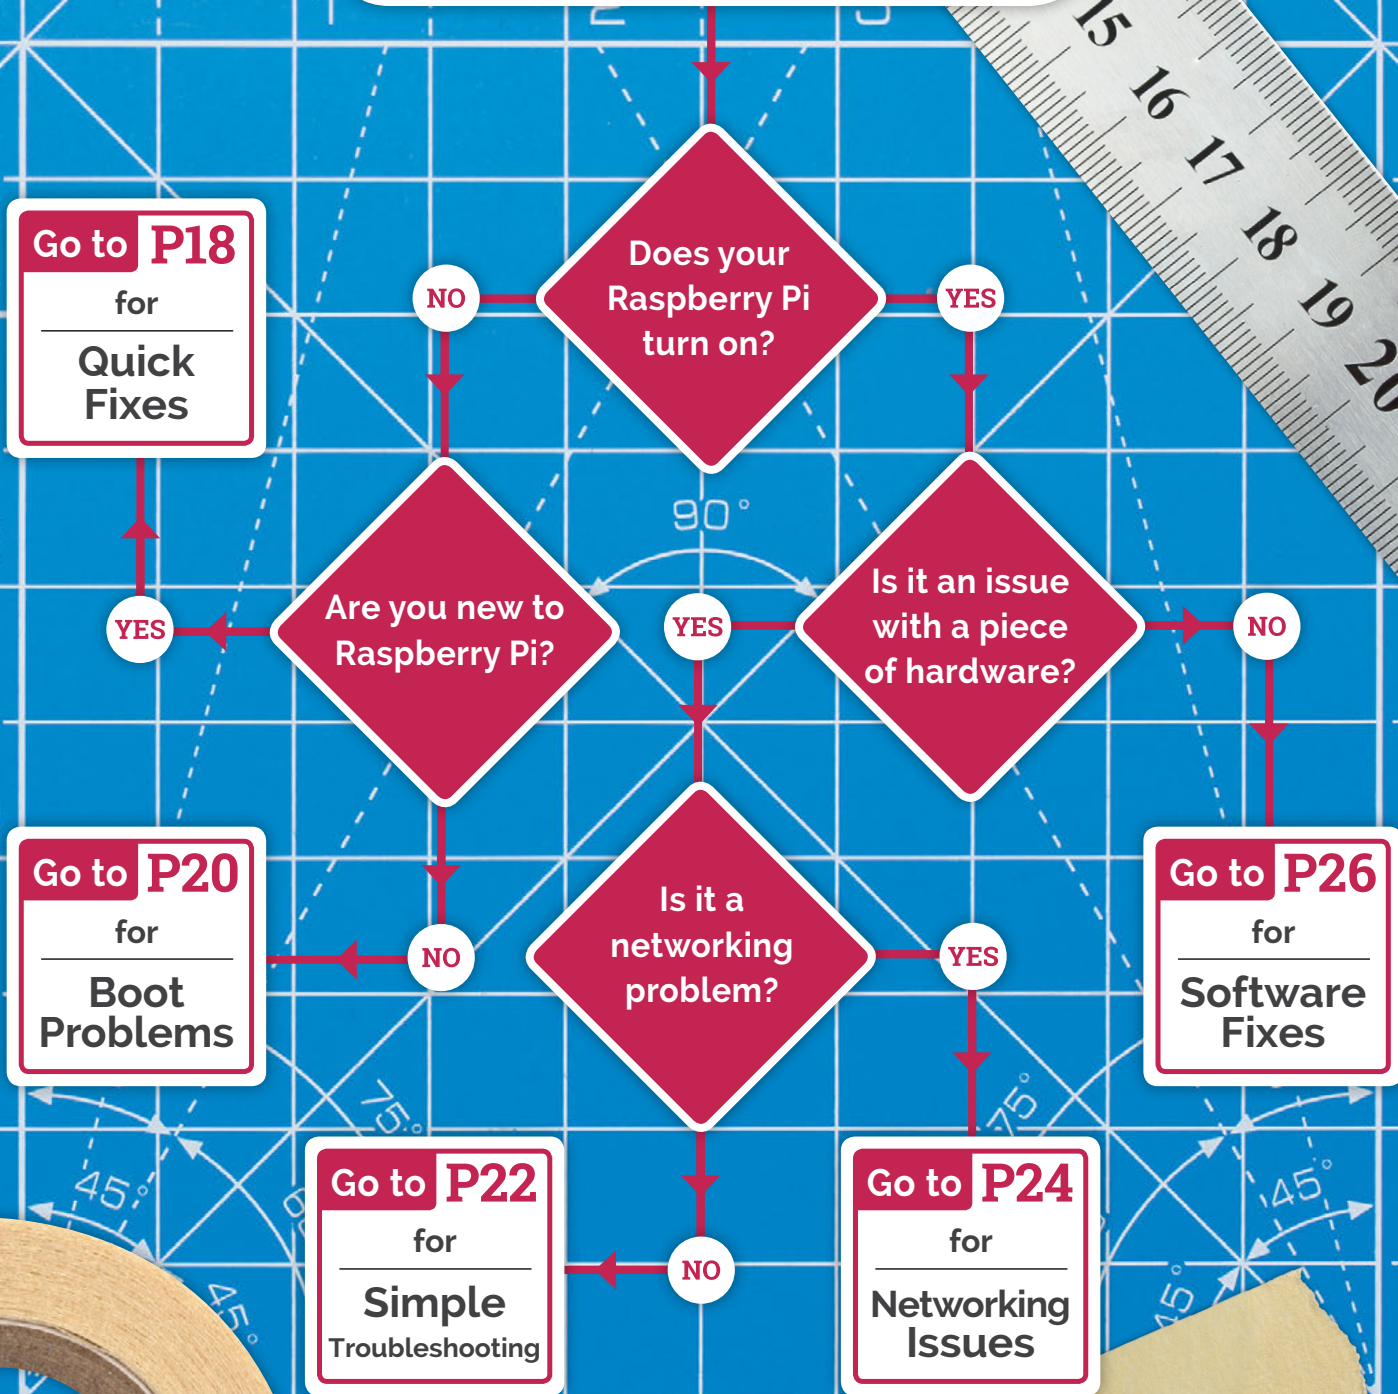 15
16
17
18
19
20
Does your
Raspberry Pi
turn on?
NO
YES
Go to P18
for
Quick
Fixes
90°
Are you new to
Raspberry Pi?
YES
Is it an issue
with a piece
of hardware?
YES
NO
Is it a
networking
problem?
NO
YES
Go to P20
for
Boot
Problems
Go to P26
for
Software
Fixes
75°
75°
45°
45°
Go to P22
for
Simple
Troubleshooting
NO
Go to P24
for
Networking
Issues
45°
45°